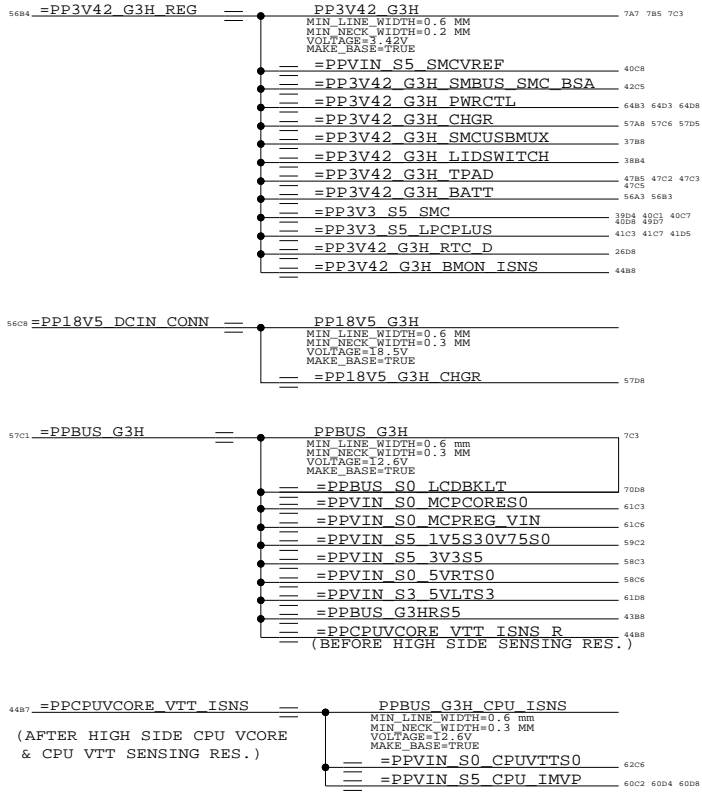 56B4 =PP3V42_G3H_REG PP3V42_G3H 7A7 7B5 7C3
MIN_LINE_WIDTH=0.6 MM
MIN_NECK_WIDTH=0.2 MM
VOLTAGE=3.42V
MAKE_BASE=TRUE
=PPVIN_S5_SMCVREF 40C8
=PP3V42_G3H_SMBUS_SMC_BSA 42C5
=PP3V42_G3H_PWRCTL 64B3 64D3 64D8
=PP3V42_G3H_CHGR 57A8 57C6 57D5
=PP3V42_G3H_SMCUSBMUX 37B8
=PP3V42_G3H_LIDSWITCH 38B4
=PP3V42_G3H_TPAD 47B5 47C2 47C3
47C5
=PP3V42_G3H_BATT 56A3 56B3
=PP3V3_S5_SMC 39D4 40C1 40C7
40D8 49D7
=PP3V3_S5_LPCPLUS 41C3 41C7 41D5
=PP3V42_G3H_RTC_D 26D8
=PP3V42_G3H_BMON_ISNS 44B8
56C8 =PP18V5_DCIN_CONN PP18V5_G3H
MIN_LINE_WIDTH=0.6 MM
MIN_NECK_WIDTH=0.3 MM
VOLTAGE=18.5V
MAKE_BASE=TRUE
=PP18V5_G3H_CHGR 57D8
57C1 =PPBUS_G3H PPBUS_G3H 7C3
MIN_LINE_WIDTH=0.6 mm
MIN_NECK_WIDTH=0.3 MM
VOLTAGE=12.6V
MAKE_BASE=TRUE
=PPBUS_S0_LCDBKLT 70D8
=PPVIN_S0_MCPCORES0 61C3
=PPVIN_S0_MCPREG_VIN 61C6
=PPVIN_S5_1V5S30V75S0 59C2
=PPVIN_S5_3V3S5 58C3
=PPVIN_S0_5VRTS0 58C6
=PPVIN_S3_5VLTS3 61D8
=PPBUS_G3HRS5 43B8
=PPCPUVCORE_VTT_ISNS_R 44B8
(BEFORE HIGH SIDE SENSING RES.)
44B7 =PPCPUVCORE_VTT_ISNS PPBUS_G3H_CPU_ISNS
MIN_LINE_WIDTH=0.6 mm
MIN_NECK_WIDTH=0.3 MM
VOLTAGE=12.6V
MAKE_BASE=TRUE
(AFTER HIGH SIDE CPU VCORE
& CPU VTT SENSING RES.)
=PPVIN_S0_CPUVTTS0 62C6
=PPVIN_S5_CPU_IMVP 60C2 60D4 60D8